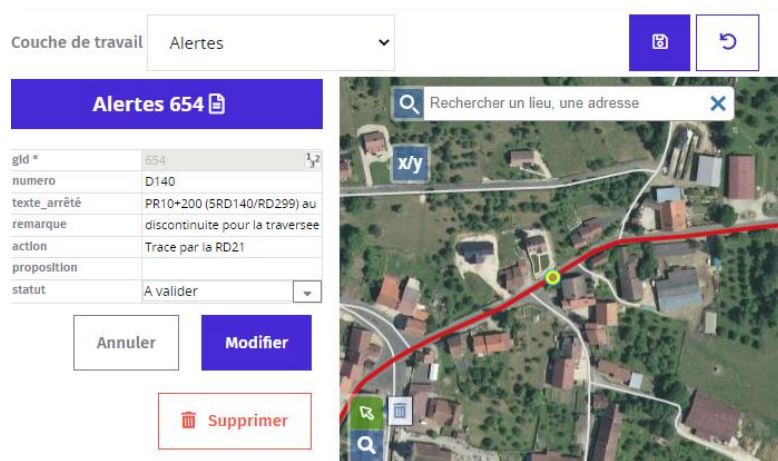 Couche de travail Alertes
Alertes 654
gid * 654
numero D140
texte_arrêté PR10+200 (5RD140/RD299) au
remarque discontinuite pour la traversee
action Trace par la RD21
proposition
statut A valider
Annuler Modifier
Supprimer
Rechercher un lieu, une adresse
x/y